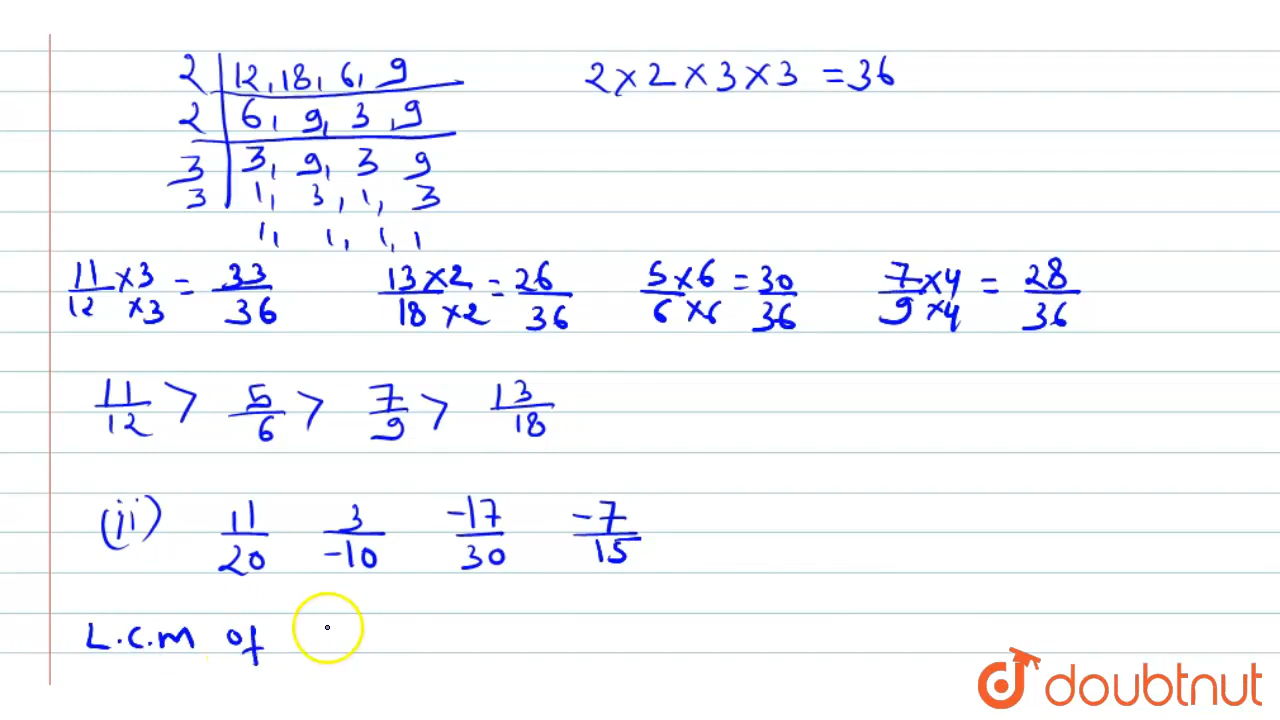 2 | 12, 18, 6, 9    2 × 2 × 3 × 3 = 36
2 | 6, 9, 3, 9
3 | 3, 9, 3 9
3 | 1, 3, 1, 3
1, 1, 1, 1
11/12 ×3/×3 = 33/36    13×2/18×2 = 26/36    5×6/6×6 = 30/36    7×4/9×4 = 28/36
11/12 > 5/6 > 7/9 > 13/18
(ii) 11/20    3/-10    -17/30    -7/15
L.C.M of
doubtnut